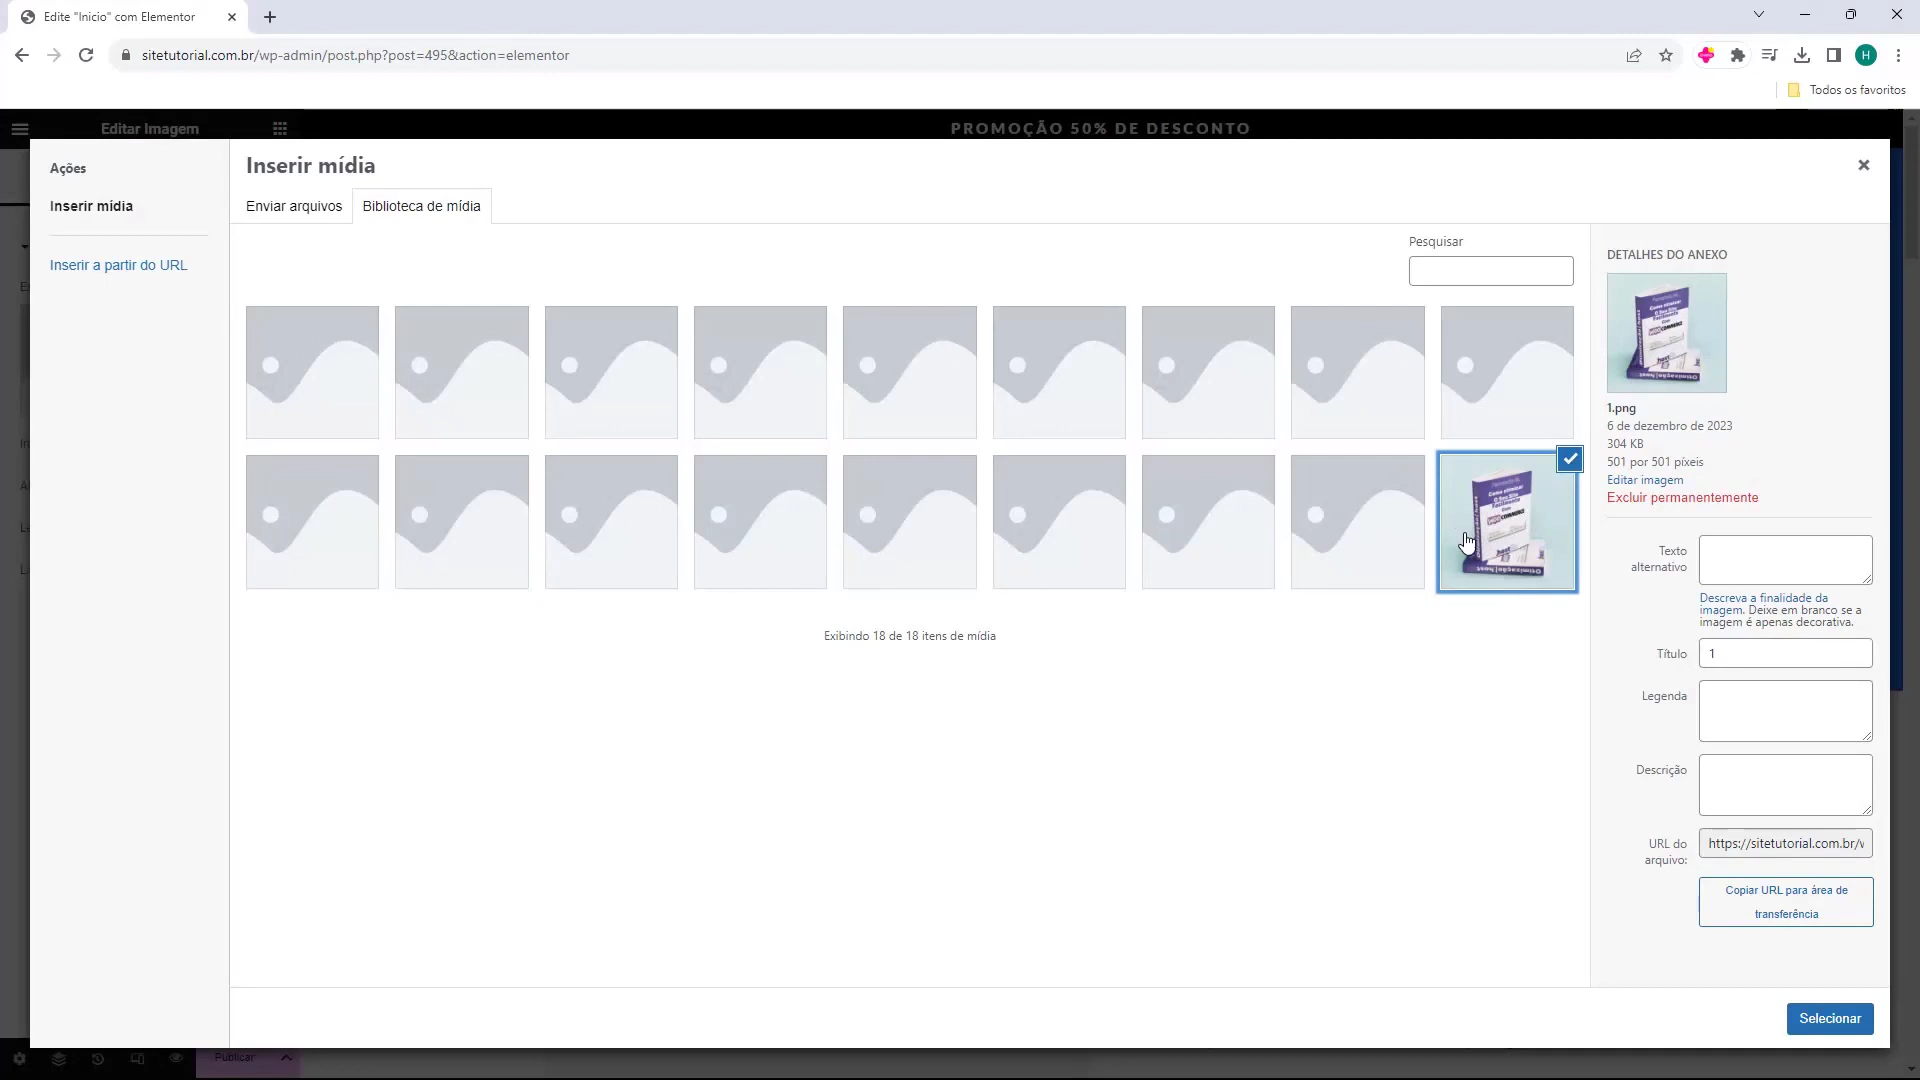 Edite "Inicio" com Elementor
sitetutorial.com.br/wp-admin/post.php?post=495&action=elementor
H
Todos os favoritos
Editar Imagem
PROMOÇÃO 50% DE DESCONTO
Ações
Inserir mídia
Inserir a partir do URL
Inserir mídia
Enviar arquivos
Biblioteca de mídia
Pesquisar
Exibindo 18 de 18 itens de mídia
DETALHES DO ANEXO
1.png
6 de dezembro de 2023
304 KB
501 por 501 píxeis
Editar imagem
Excluir permanentemente
Texto
alternativo
Descreva a finalidade da
imagem. Deixe em branco se a
imagem é apenas decorativa.
Título
1
Legenda
Descrição
URL do
arquivo:
https://sitetutorial.com.br/
Copiar URL para área de
transferência
Selecionar
Publicar